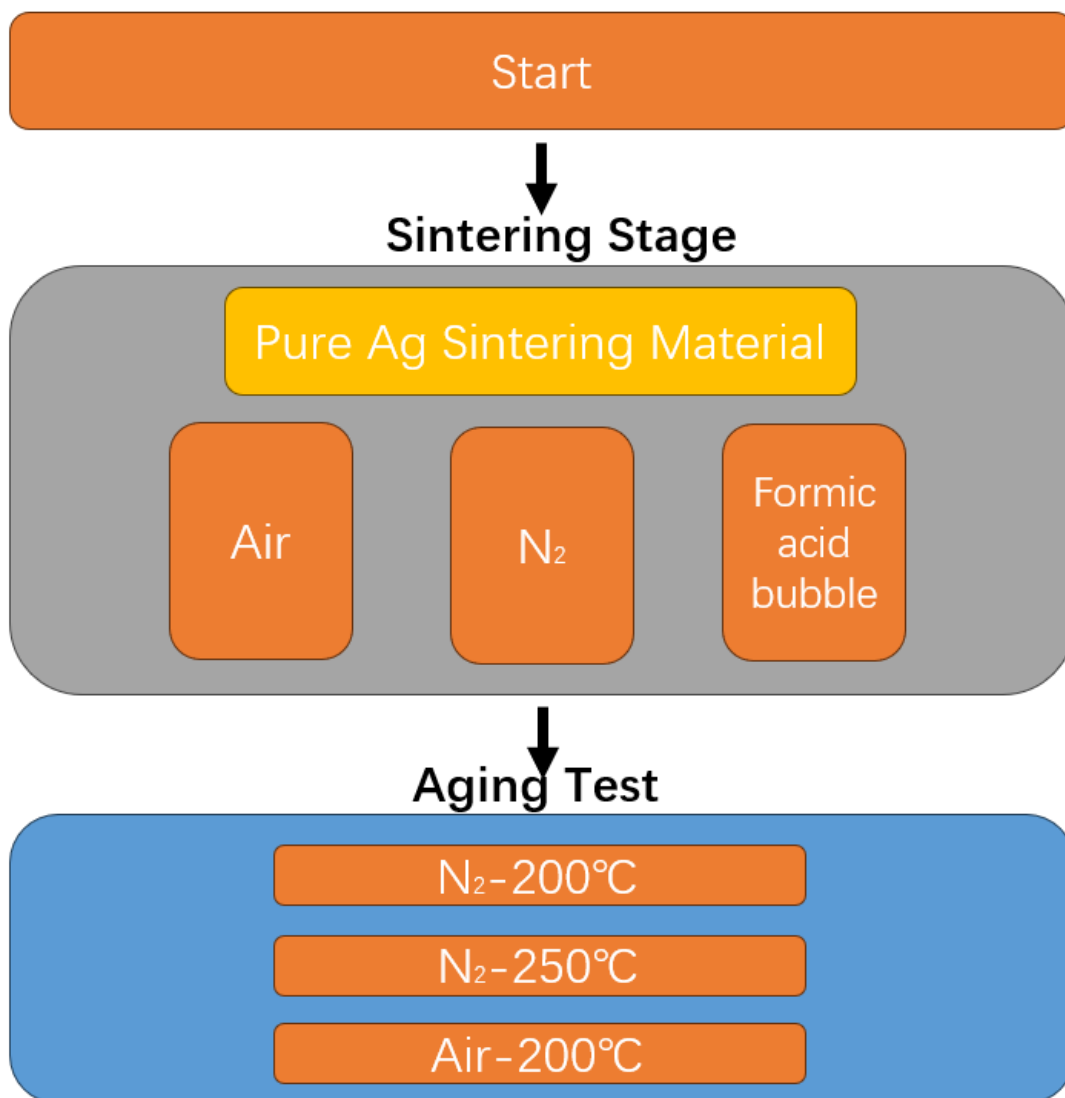 Start
Sintering Stage
Pure Ag Sintering Material
Air
N₂
Formic
acid
bubble
Aging Test
N₂-200℃
N₂-250℃
Air-200℃